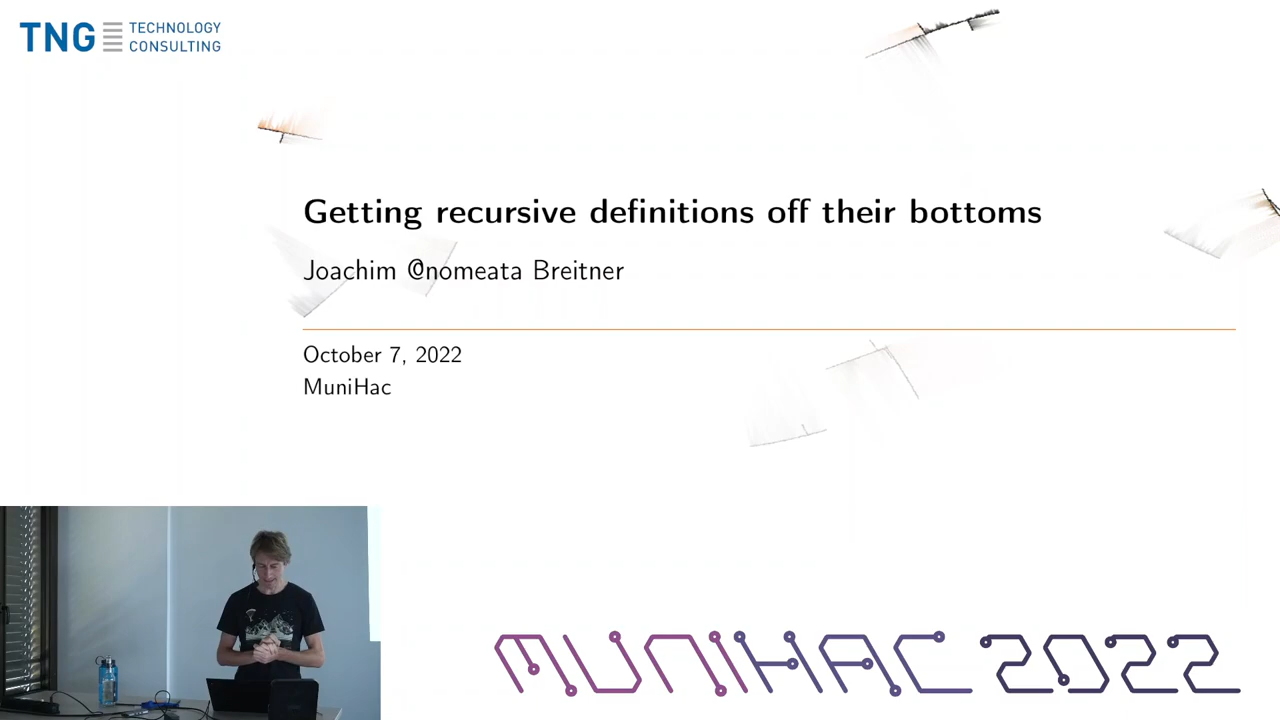 TNG TECHNOLOGY
CONSULTING
Getting recursive definitions off their bottoms
Joachim @nomeata Breitner
October 7, 2022
MuniHac
MUNIHAC 2022